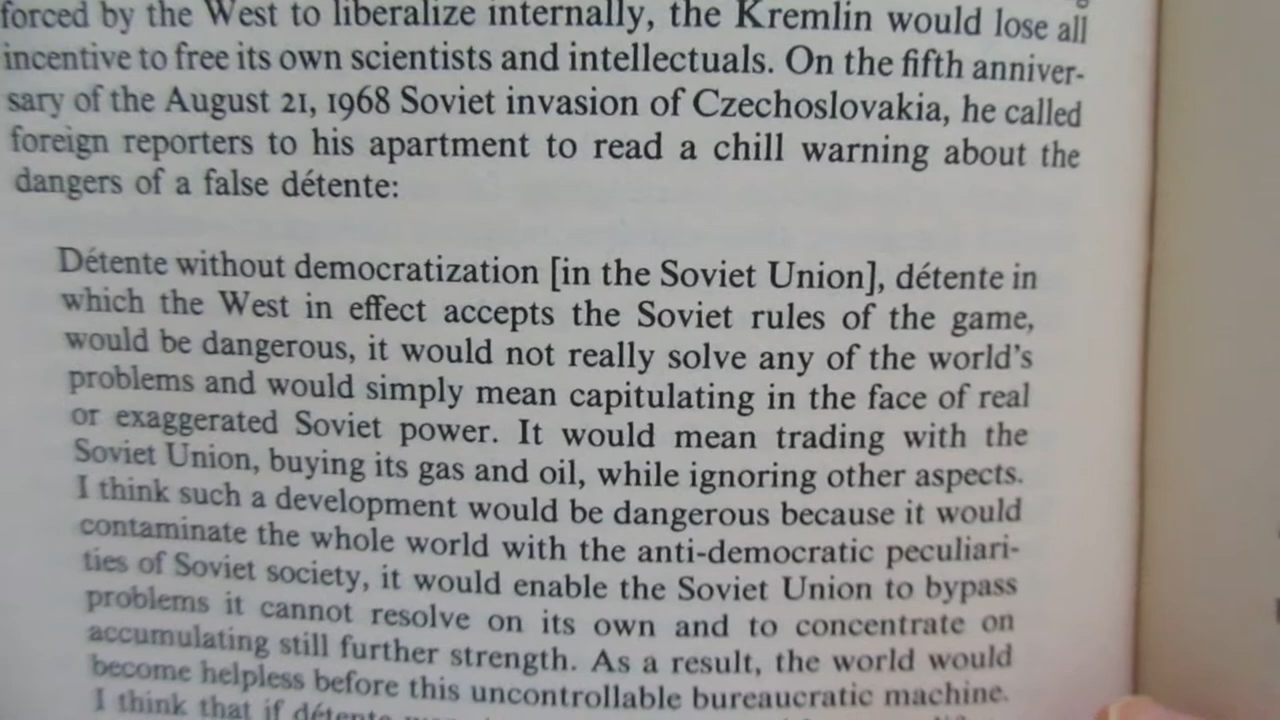 forced by the West to liberalize internally, the Kremlin would lose all
incentive to free its own scientists and intellectuals. On the fifth anniver-
sary of the August 21, 1968 Soviet invasion of Czechoslovakia, he called
foreign reporters to his apartment to read a chill warning about the
dangers of a false détente:
Détente without democratization [in the Soviet Union], détente in
which the West in effect accepts the Soviet rules of the game,
would be dangerous, it would not really solve any of the world's
problems and would simply mean capitulating in the face of real
or exaggerated Soviet power. It would mean trading with the
Soviet Union, buying its gas and oil, while ignoring other aspects.
I think such a development would be dangerous because it would
contaminate the whole world with the anti-democratic peculiari-
ties of Soviet society, it would enable the Soviet Union to bypass
problems it cannot resolve on its own and to concentrate on
accumulating still further strength. As a result, the world would
become helpless before this uncontrollable bureaucratic machine.
I think that if détente